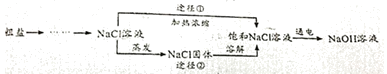 途径①
加热浓缩
粗盐 → ······ → NaCl溶液 饱和NaCl溶液 通电→ NaOH溶液
蒸发 NaCl固体 溶解
途径②